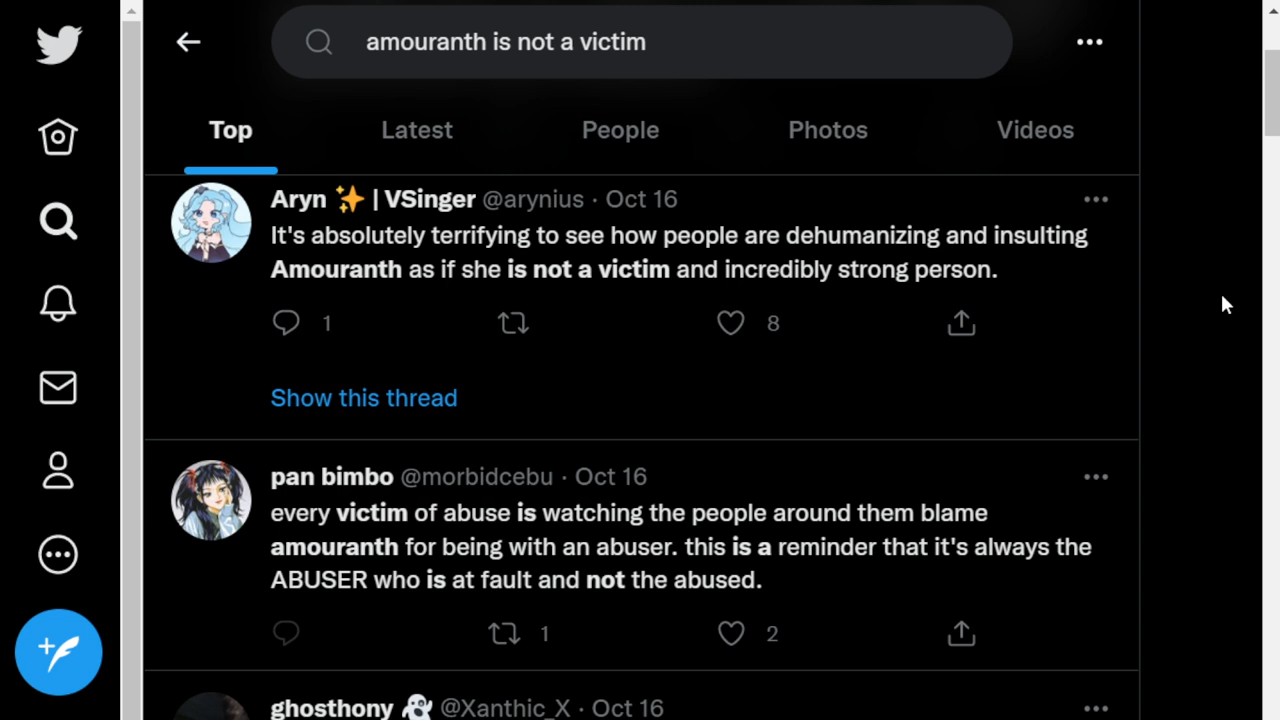 amouranth is not a victim
Top Latest People Photos Videos
Aryn ✨ | VSinger @arynius · Oct 16
It's absolutely terrifying to see how people are dehumanizing and insulting
Amouranth as if she is not a victim and incredibly strong person.
1 8
Show this thread
pan bimbo @morbidcebu · Oct 16
every victim of abuse is watching the people around them blame
amouranth for being with an abuser. this is a reminder that it's always the
ABUSER who is at fault and not the abused.
1 2
ghosthony 👻 @Xanthic_X · Oct 16